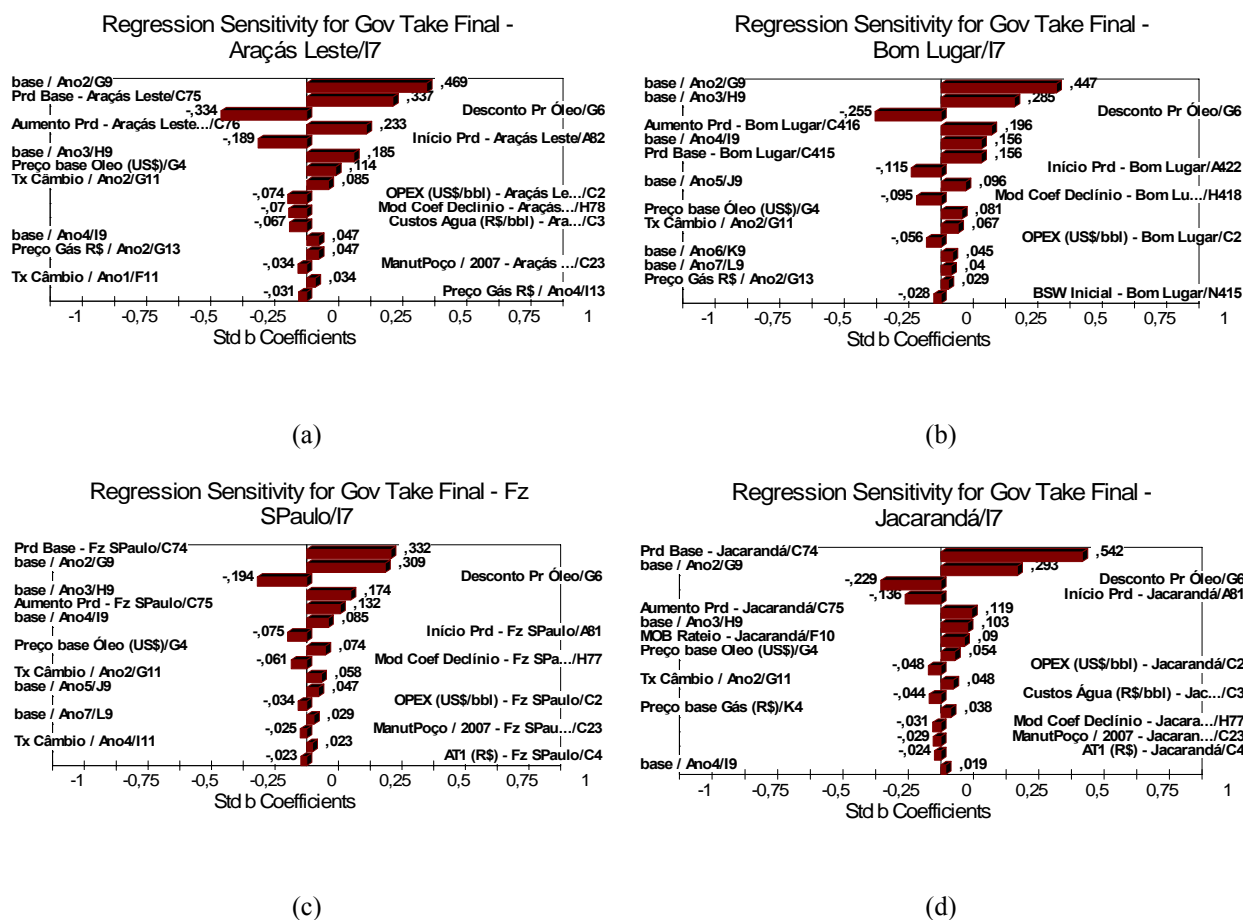 Regression Sensitivity for Gov Take Final -
Araçás Leste/I7
base / Ano2/G9 ,469
Prd Base - Araçás Leste/C75 ,337
-,334 Desconto Pr Óleo/G6
Aumento Prd - Araçás Leste.../C76 ,233
-,189 Início Prd - Araçás Leste/A82
base / Ano3/H9 ,185
Preço base Óleo (US$)/G4 ,114
Tx Câmbio / Ano2/G11 ,085
-,074 OPEX (US$/bbl) - Araçás Le.../C2
-,07 Mod Coef Declínio - Araçás.../H78
-,067 Custos Água (R$/bbl) - Ara.../C3
base / Ano4/I9 ,047
Preço Gás R$ / Ano2/G13 ,047
-,034 ManutPoço / 2007 - Araçás .../C23
Tx Câmbio / Ano1/F11 ,034
-,031 Preço Gás R$ / Ano4/I13
-1 -0,75 -0,5 -0,25 0 0,25 0,5 0,75 1
Std b Coefficients
(a)
Regression Sensitivity for Gov Take Final -
Bom Lugar/I7
base / Ano2/G9 ,447
base / Ano3/H9 ,285
-,255 Desconto Pr Óleo/G6
Aumento Prd - Bom Lugar/C416 ,196
base / Ano4/I9 ,156
Prd Base - Bom Lugar/C415 ,156
-,115 Início Prd - Bom Lugar/A422
base / Ano5/J9 ,096
-,095 Mod Coef Declínio - Bom Lu.../H418
Preço base Óleo (US$)/G4 ,081
Tx Câmbio / Ano2/G11 ,067
-,056 OPEX (US$/bbl) - Bom Lugar/C2
base / Ano6/K9 ,045
base / Ano7/L9 ,04
Preço Gás R$ / Ano2/G13 ,029
-,028 BSW Inicial - Bom Lugar/N415
-1 -0,75 -0,5 -0,25 0 0,25 0,5 0,75 1
Std b Coefficients
(b)
Regression Sensitivity for Gov Take Final - Fz
SPaulo/I7
Prd Base - Fz SPaulo/C74 ,332
base / Ano2/G9 ,309
-,194 Desconto Pr Óleo/G6
base / Ano3/H9 ,174
Aumento Prd - Fz SPaulo/C75 ,132
base / Ano4/I9 ,085
-,075 Início Prd - Fz SPaulo/A81
Preço base Óleo (US$)/G4 ,074
-,061 Mod Coef Declínio - Fz SPa.../H77
Tx Câmbio / Ano2/G11 ,058
base / Ano5/J9 ,047
-,034 OPEX (US$/bbl) - Fz SPaulo/C2
base / Ano7/L9 ,029
-,025 ManutPoço / 2007 - Fz SPau.../C23
Tx Câmbio / Ano4/I11 ,023
-,023 AT1 (R$) - Fz SPaulo/C4
-1 -0,75 -0,5 -0,25 0 0,25 0,5 0,75 1
Std b Coefficients
(c)
Regression Sensitivity for Gov Take Final -
Jacarandá/I7
Prd Base - Jacarandá/C74 ,542
base / Ano2/G9 ,293
-,229 Desconto Pr Óleo/G6
-,136 Início Prd - Jacarandá/A81
Aumento Prd - Jacarandá/C75 ,119
base / Ano3/H9 ,103
MOB Rateio - Jacarandá/F10 ,09
Preço base Óleo (US$)/G4 ,054
-,048 OPEX (US$/bbl) - Jacarandá/C2
Tx Câmbio / Ano2/G11 ,048
-,044 Custos Água (R$/bbl) - Jac.../C3
Preço base Gás (R$)/K4 ,038
-,031 Mod Coef Declínio - Jacara.../H77
-,029 ManutPoço / 2007 - Jacaran.../C23
-,024 AT1 (R$) - Jacarandá/C4
base / Ano4/I9 ,019
-1 -0,75 -0,5 -0,25 0 0,25 0,5 0,75 1
Std b Coefficients
(d)